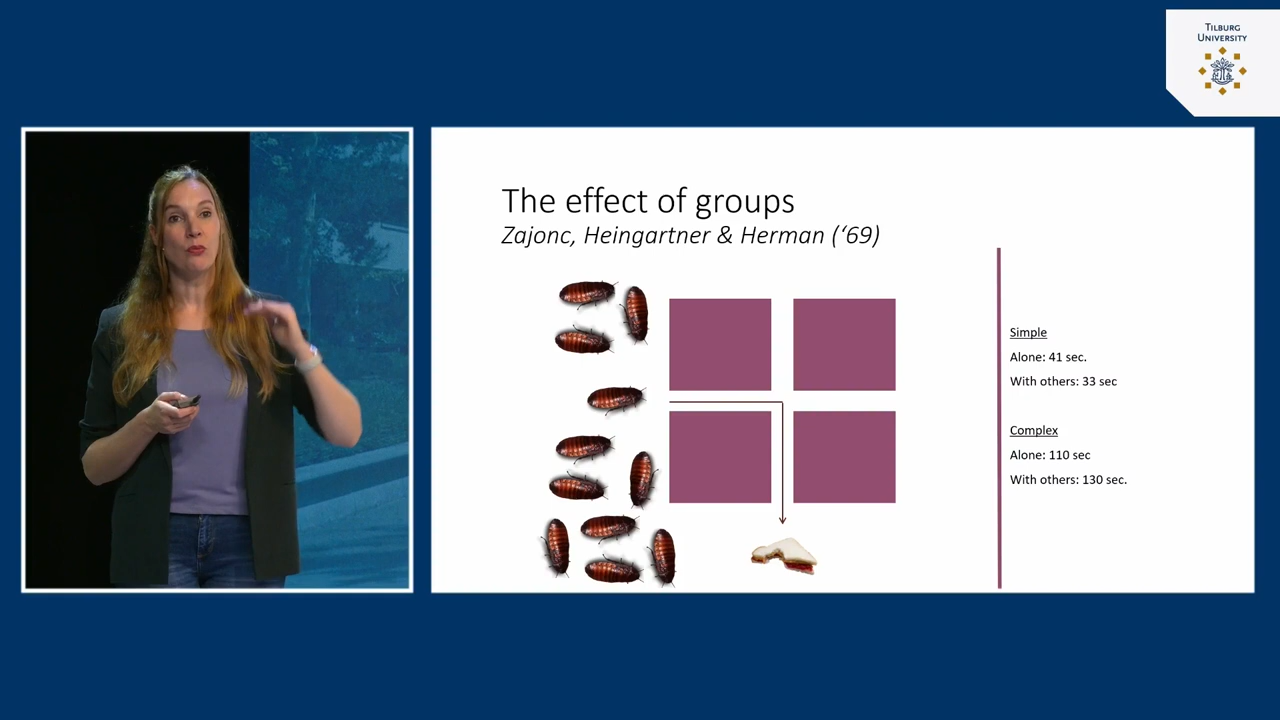 TILBURG
UNIVERSITY
The effect of groups
Zajonc, Heingartner & Herman (‘69)
Simple
Alone: 41 sec.
With others: 33 sec
Complex
Alone: 110 sec
With others: 130 sec.